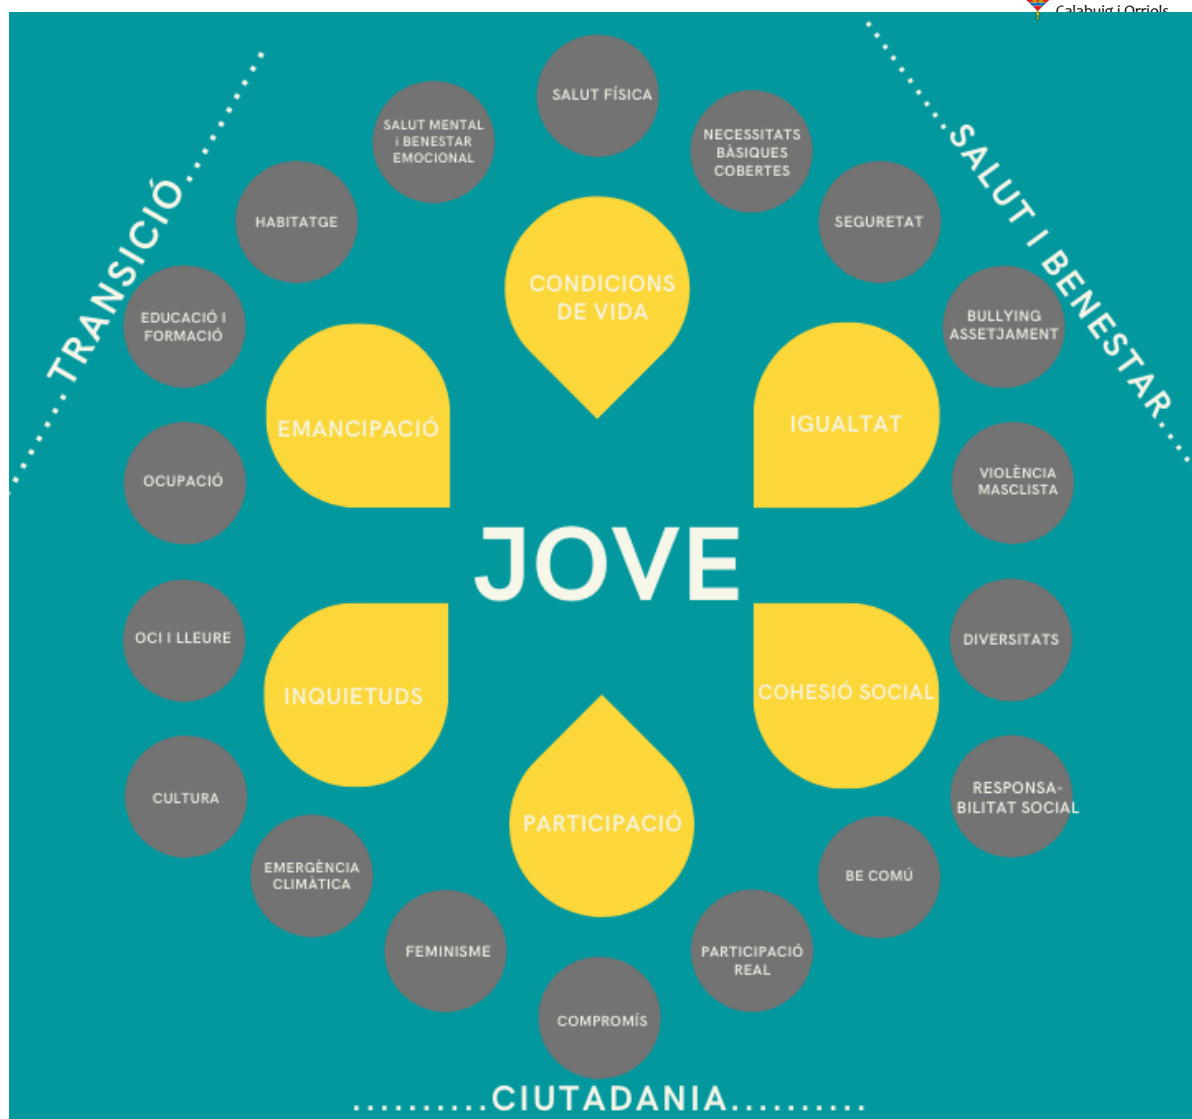 Calabuig i Orriols
SALUT FÍSICA
SALUT MENTAL
i BENESTAR
EMOCIONAL
NECESSITATS
BÀSIQUES
COBERTES
HABITATGE
SEGURETAT
TRANSICIÓ
SALUT I BENESTAR
EDUCACIÓ I
FORMACIÓ
BULLYING
ASSETJAMENT
CONDICIONS
DE VIDA
EMANCIPACIÓ
IGUALTAT
OCUPACIÓ
VIOLÈNCIA
MASCLISTA
JOVE
OCI I LLEURE
DIVERSITATS
INQUIETUDS
COHESIÓ SOCIAL
CULTURA
RESPONSA-
BILITAT SOCIAL
PARTICIPACIÓ
EMERGÈNCIA
CLIMÀTICA
BE COMÚ
FEMINISME
PARTICIPACIÓ
REAL
COMPROMÍS
..........CIUTADANIA..........